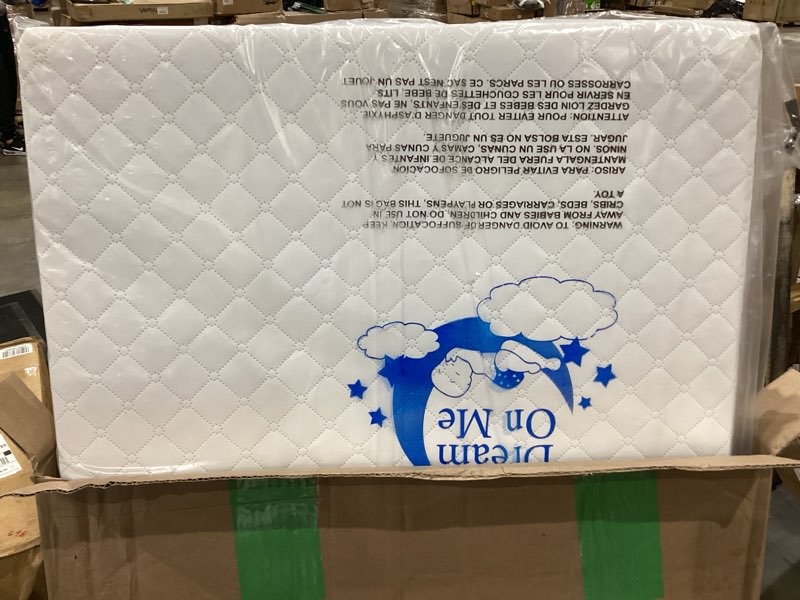 Dream
On Me
WARNING: TO AVOID DANGER OF SUFFOCATION, KEEP
AWAY FROM BABIES AND CHILDREN, DO NOT USE IN
CRIBS, BEDS, CARRIAGES OR PLAYPENS, THIS BAG IS NOT
A TOY.
ARISO: PARA EVITAR PELIGRO DE SOFOCACION
MANTENGALA FUERA DEL ALCANCE DE INFANTES Y
NINOS. NO LA USE UN CUNAS, CAMAS Y CUNAS PARA
JUGAR. ESTA BOLSA NO ES UN JUGUETE.
ATTENTION: POUR EVITER TOUT DANGER D'ASPHYXIE
GARDEZ LOIN DES BEBES ET DES ENFANTS. NE PAS VOUS
EN SERVIR POUR LES COUCHETTES DE BEBE, LITS,
CARROSSES OU LES PARCS. CE SAC NEST PAS UN JOUET